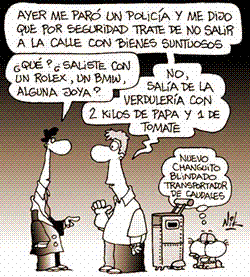 AYER ME PARÓ UN POLICÍA Y ME DIJO
QUE POR SEGURIDAD TRATE DE NO SALIR
A LA CALLE CON BIENES SUNTUOSOS
¿QUÉ? ¿SALISTE CON
UN ROLEX, UN BMW,
ALGUNA JOYA?
NO,
SALÍA DE LA
VERDULERÍA CON
2 KILOS DE PAPA Y 1 DE
TOMATE
NUEVO
CHANGUITO
BLINDADO
TRANSPORTADOR
DE CAUDALES
NIL